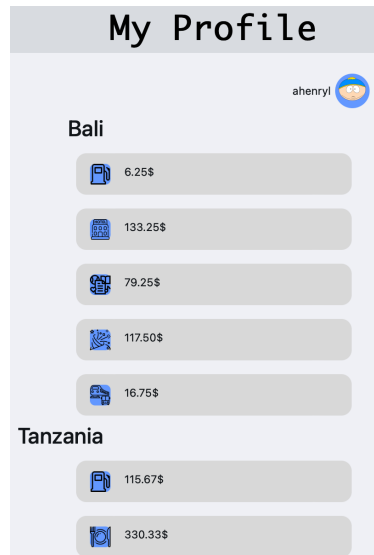 My Profile
ahenryl
Bali
6.25$
133.25$
79.25$
117.50$
16.75$
Tanzania
115.67$
330.33$